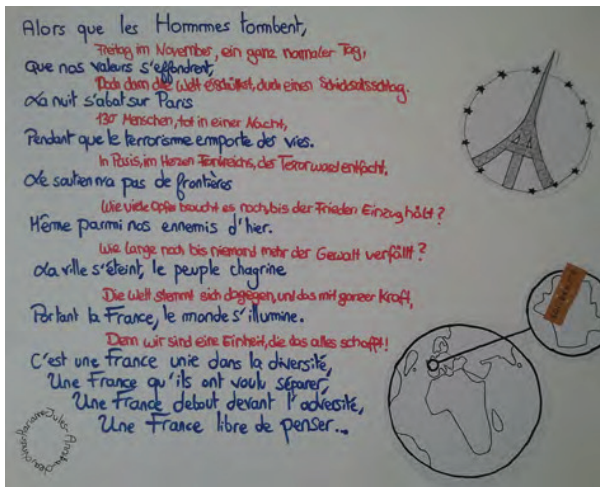 Alors que les Hommmes tombent,
Freitag im November, ein ganz normaler Tag,
Que nos valeurs s'effondrent,
Doch dann die Welt erschüttert, durch einen Schicksalsschlag.
La nuit s'abat sur Paris
130 Menschen, tot in einer Nacht,
Pendant que le terrorisme emporte des vies.
In Paris, im Herzen Frankreichs, der Terror ward entfacht,
Le soutien n'a pas de frontières
Wie viele Opfer braucht es noch, bis der Frieden Einzug hält?
Même parmi nos ennemis d'hier.
Wie lange noch bis niemand mehr der Gewalt verfällt?
La ville s'éteint, le peuple chagrine
Die Welt stemmt sich dagegen, und das mit ganzer Kraft,
Portant la France, le monde s'illumine.
Denn wir sind eine Einheit, die das alles schafft!
C'est une France unie dans la diversité,
Une France qu'ils ont voulu séparer,
Une France debout devant l'adversité,
Une France libre de penser...
Jules